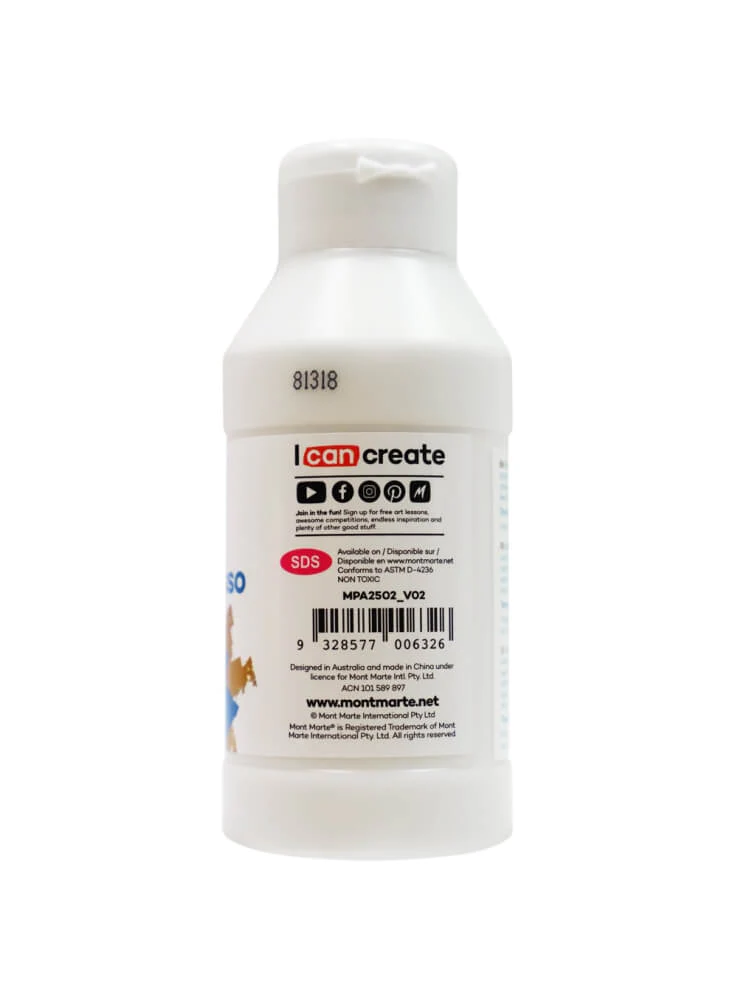 81318
I can create
Join in the fun! Sign up for free art lessons,
awesome competitions, endless inspiration and
plenty of other good stuff.
SDS
Available on / Disponible sur /
Disponible en www.montmarte.net
Conforms to ASTM D-4236
NON TOXIC
sso
MPA2502_V02
9 328577 006326
Designed in Australia and made in China under
licence for Mont Marte Intl. Pty. Ltd.
ACN 101 589 897
www.montmarte.net
© Mont Marte International Pty Ltd
Mont Marte® is Registered Trademark of Mont
Marte International Pty. Ltd. All rights reserved